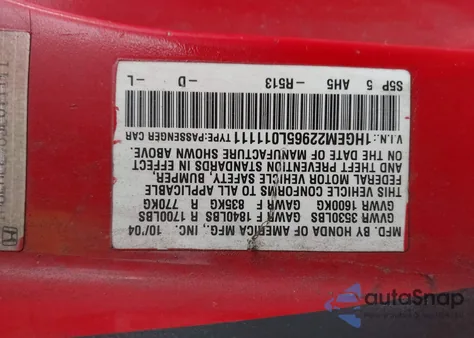 MFD. BY HONDA OF AMERICA MFG., INC. 10/'04
GVWR 3530LBS GAWR F 1840LBS R 1700LBS
GVWR 1600KG GAWR F 835KG R 770KG
THIS VEHICLE CONFORMS TO ALL APPLICABLE
FEDERAL MOTOR VEHICLE SAFETY, BUMPER,
AND THEFT PREVENTION STANDARDS IN EFFECT
ON THE DATE OF MANUFACTURE SHOWN ABOVE.
V.I.N.: 1HGEM22965L011111 TYPE:PASSENGER CAR
S5P 5 AH5 -R513 -D -L
autoSnap